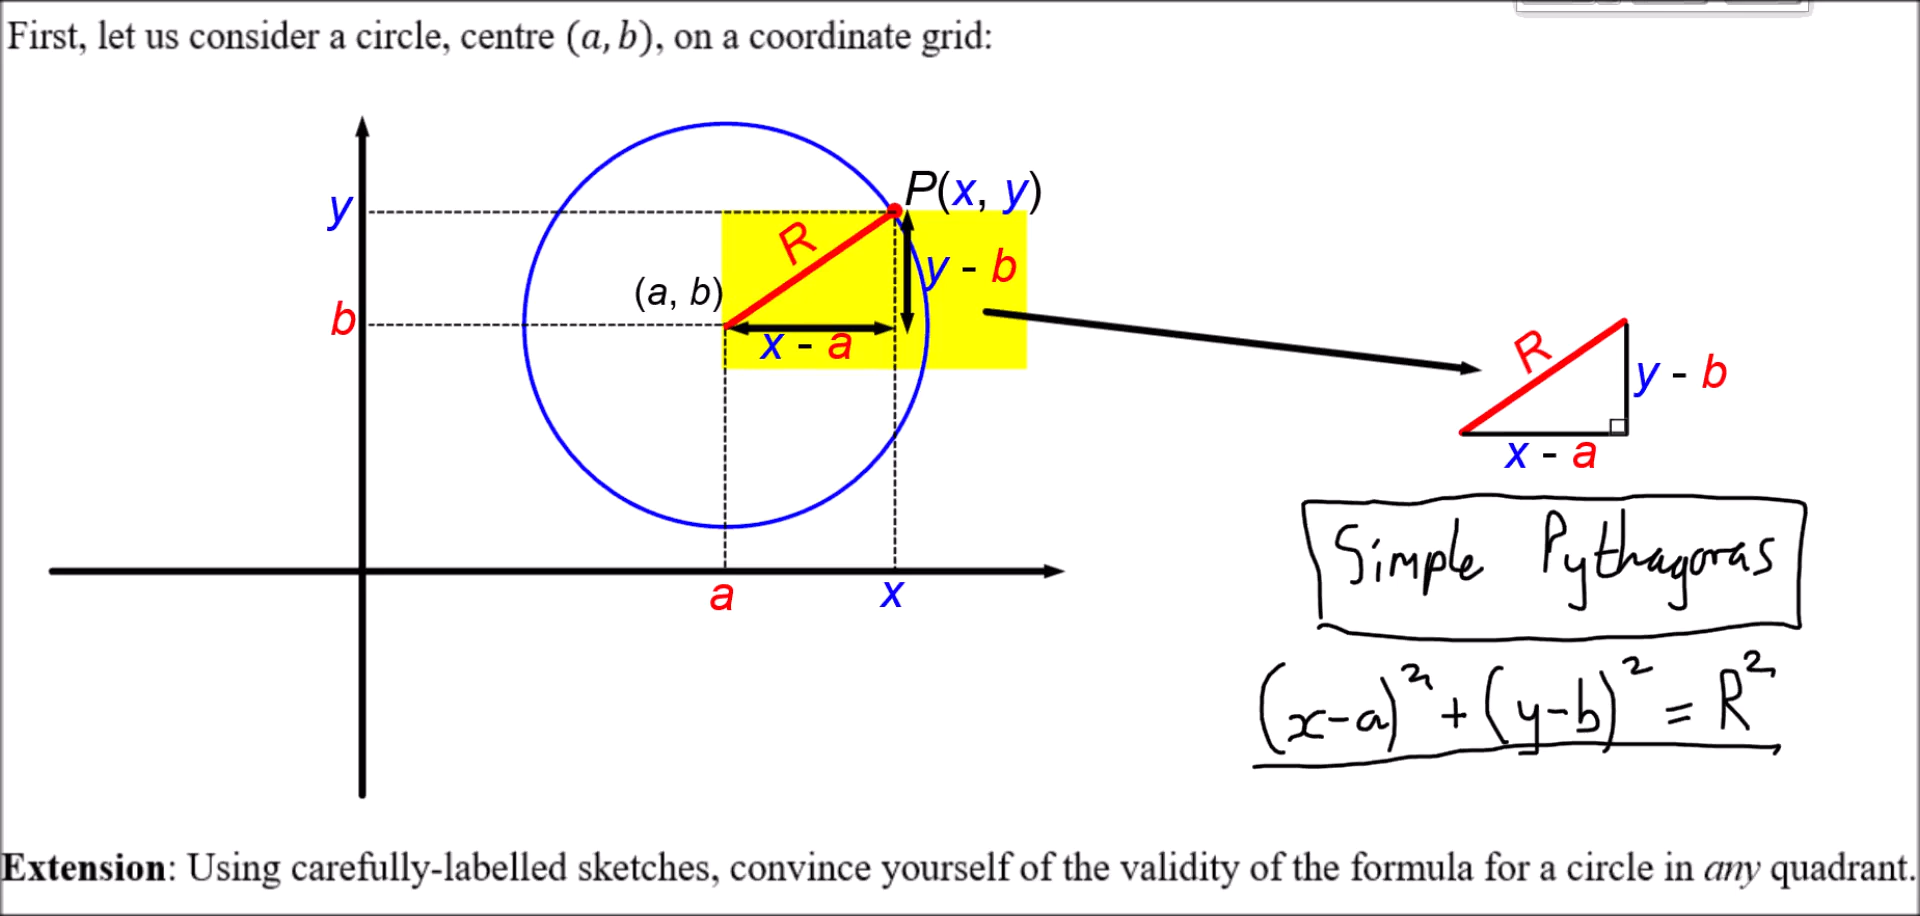 First, let us consider a circle, centre (a, b), on a coordinate grid:
P(x, y)
y
R
y - b
(a, b)
b
x - a
R
y - b
x - a
a
x
Simple Pythagoras
(x-a)² + (y-b)² = R²
Extension: Using carefully-labelled sketches, convince yourself of the validity of the formula for a circle in any quadrant.